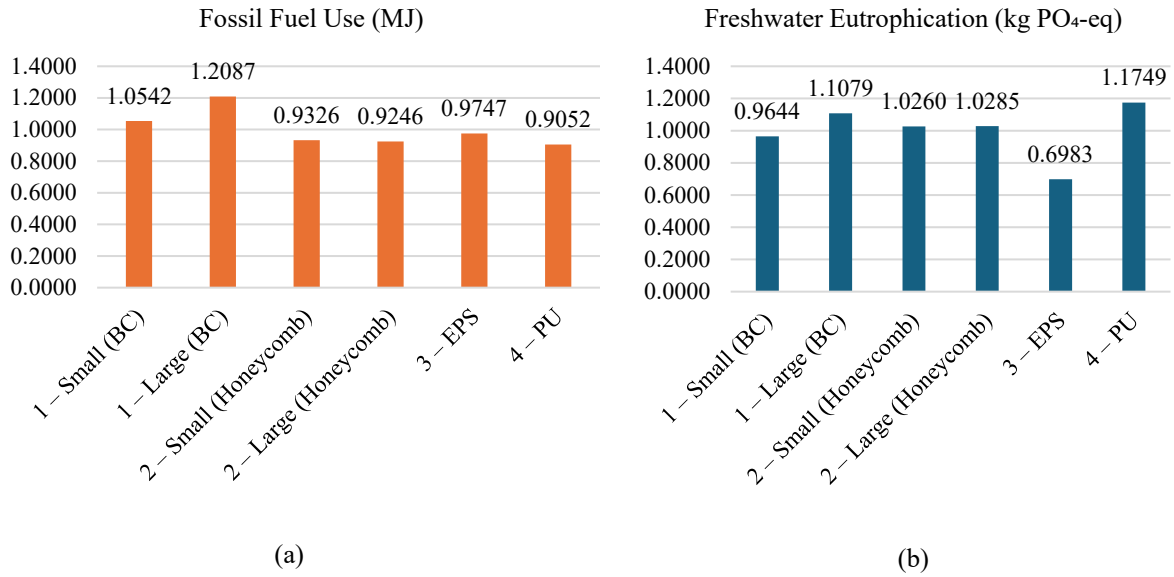 Fossil Fuel Use (MJ)
1.4000
1.2000
1.0000
0.8000
0.6000
0.4000
0.2000
0.0000
1.0542
1.2087
0.9326
0.9246
0.9747
0.9052
1 – Small (BC)
1 – Large (BC)
2 – Small (Honeycomb)
2 – Large (Honeycomb)
3 – EPS
4 – PU
(a)
Freshwater Eutrophication (kg PO₄-eq)
1.4000
1.2000
1.0000
0.8000
0.6000
0.4000
0.2000
0.0000
0.9644
1.1079
1.0260
1.0285
0.6983
1.1749
1 – Small (BC)
1 – Large (BC)
2 – Small (Honeycomb)
2 – Large (Honeycomb)
3 – EPS
4 – PU
(b)